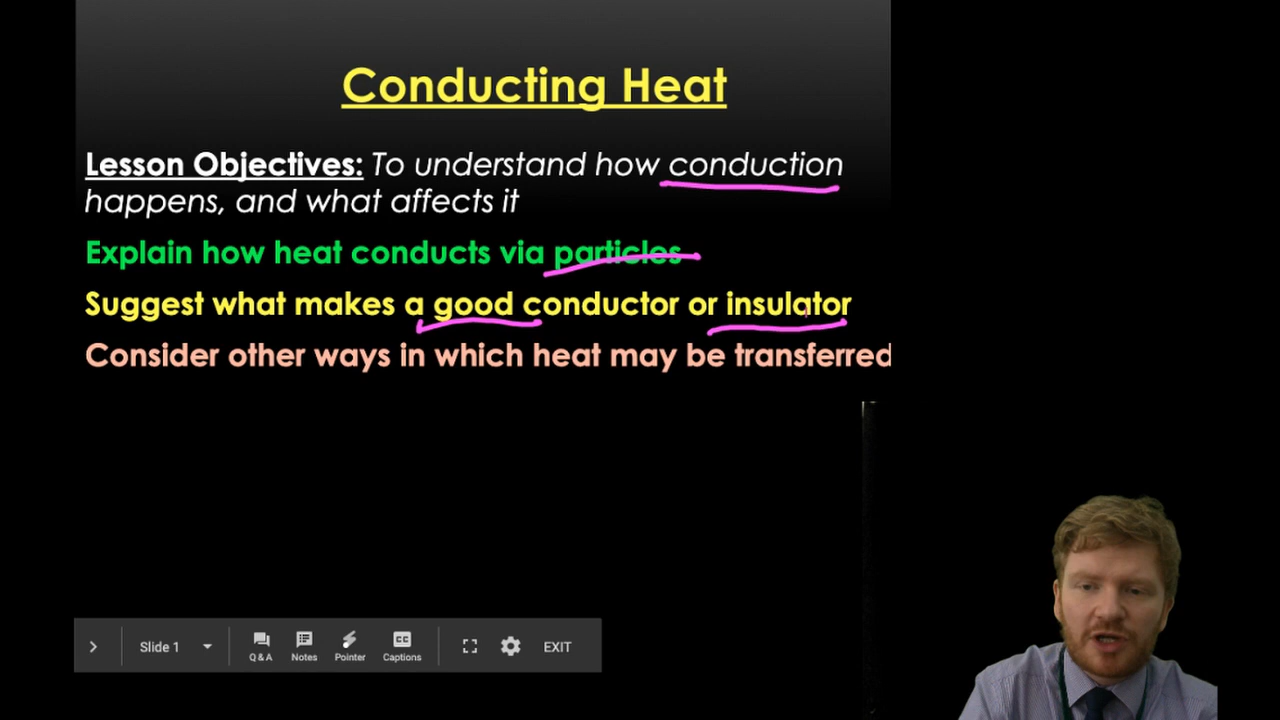 Conducting Heat
Lesson Objectives: To understand how conduction
happens, and what affects it
Explain how heat conducts via particles
Suggest what makes a good conductor or insulator
Consider other ways in which heat may be transferred
Slide 1
Q & A
Notes
Pointer
CC
Captions
EXIT